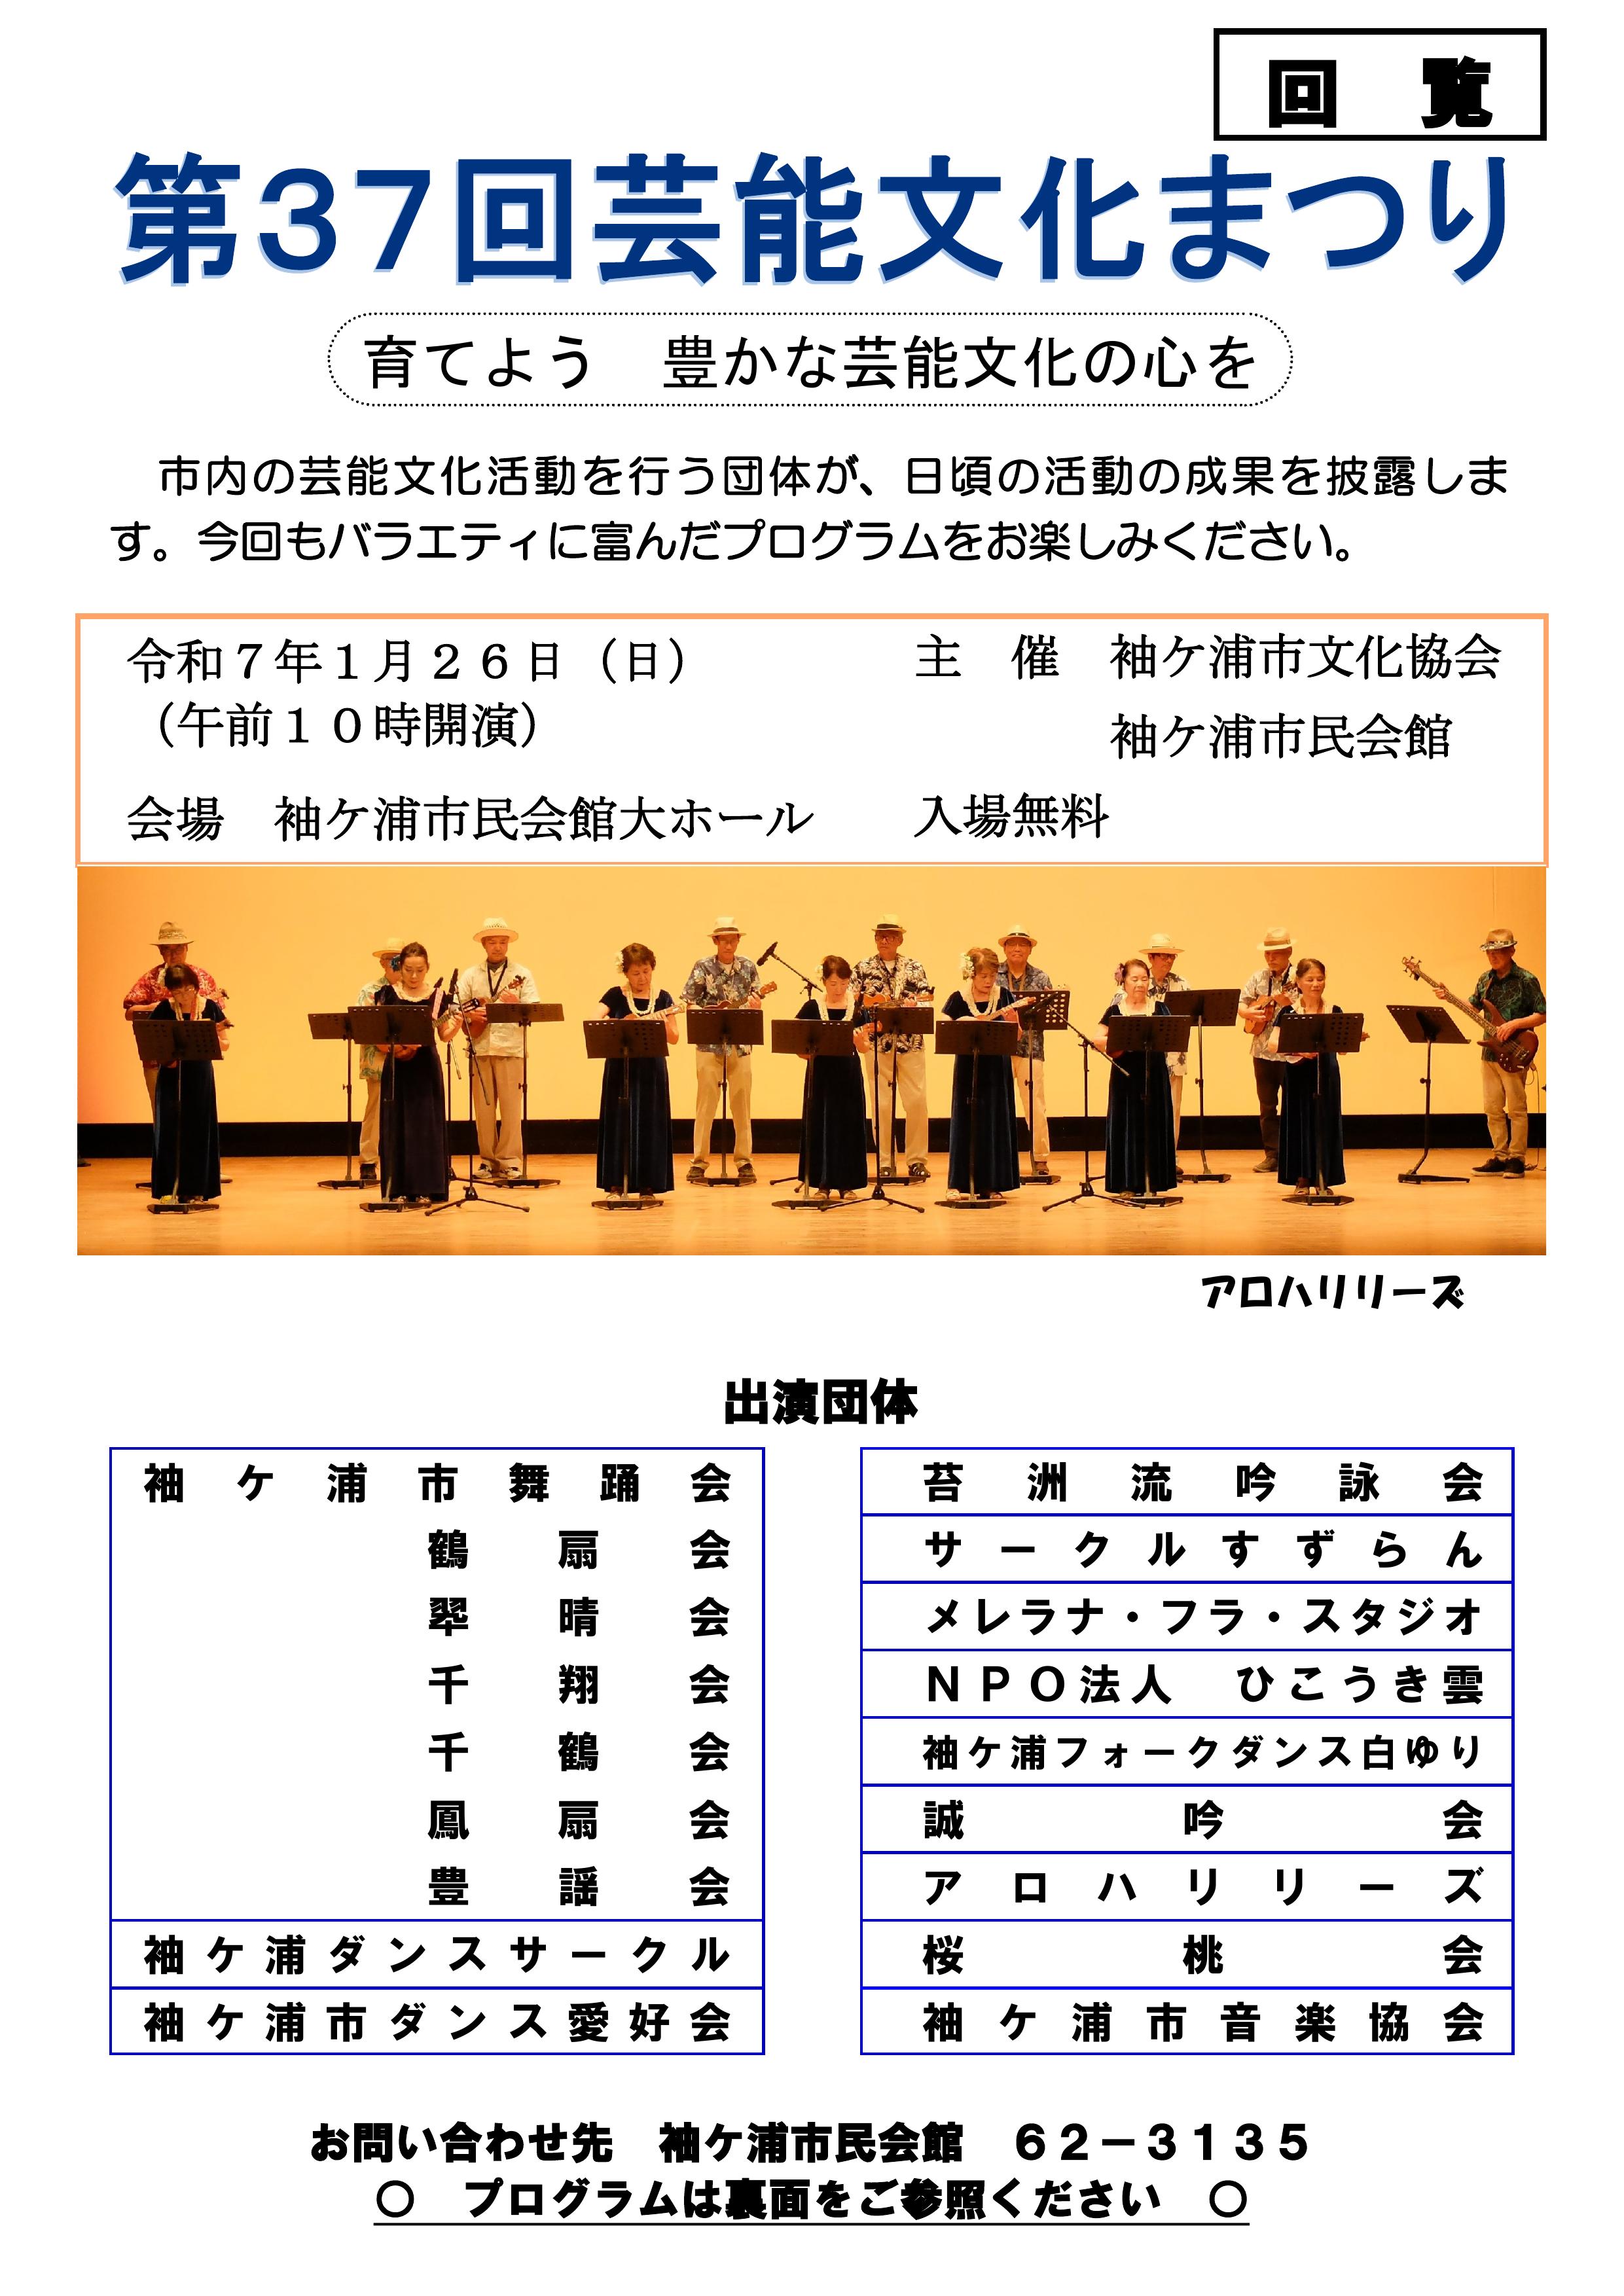 回　覧
第37回芸能文化まつり
育てよう　豊かな芸能文化の心を
市内の芸能文化活動を行う団体が、日頃の活動の成果を披露しま
す。今回もバラエティに富んだプログラムをお楽しみください。
令和７年１月２６日（日）
（午前１０時開演）
会場　袖ケ浦市民会館大ホール
主　催　袖ケ浦市文化協会
袖ケ浦市民会館
入場無料
アロハリリーズ
出演団体
袖ケ浦市舞踊会
鶴扇会
翆晴会
千翔会
千鶴会
鳳扇会
豊謡会
袖ケ浦ダンスサークル
袖ケ浦市ダンス愛好会
苔洲流吟詠会
サークルすずらん
メレラナ・フラ・スタジオ
ＮＰＯ法人　ひこうき雲
袖ケ浦フォークダンス白ゆり
誠吟会
アロハリリーズ
桜桃会
袖ケ浦市音楽協会
お問い合わせ先　袖ケ浦市民会館　６２－３１３５
○　プログラムは裏面をご参照ください　○